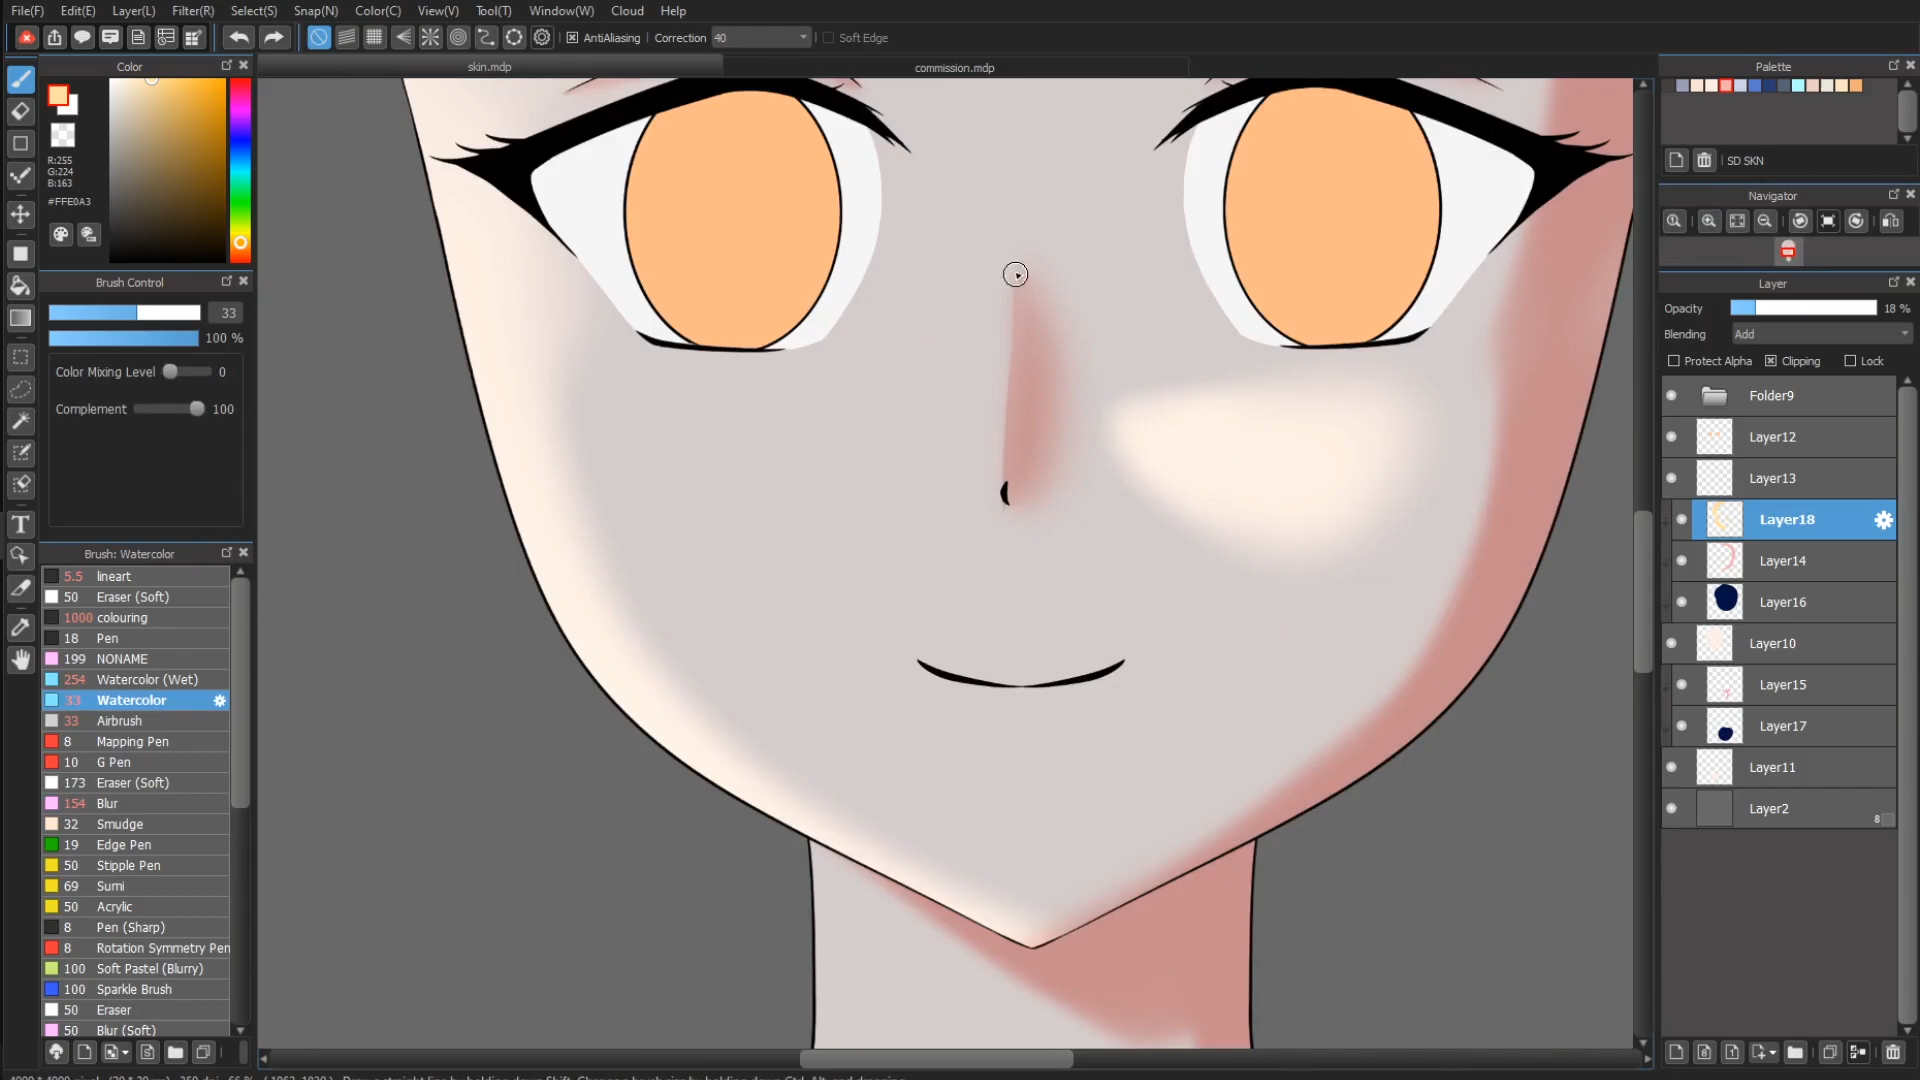 File(F) Edit(E) Layer(L) Filter(R) Select(S) Snap(N) Color(C) View(V) Tool(T) Window(W) Cloud Help
AntiAliasing Correction 40 Soft Edge
Color
skin.mdp
commission.mdp
Palette
R:255
G:224
B:163
#FFE0A3
SD SKIN
Navigator
Brush Control
33
100 %
Color Mixing Level 0
Complement 100
Layer
Opacity 18 %
Blending Add
Protect Alpha Clipping Lock
Folder9
Layer12
Layer13
Layer18
Layer14
Layer16
Layer10
Layer15
Layer17
Layer11
Layer2
8
Brush: Watercolor
5.5 lineart
50 Eraser (Soft)
1000 colouring
18 Pen
199 NONAME
254 Watercolor (Wet)
33 Watercolor
33 Airbrush
8 Mapping Pen
10 G Pen
173 Eraser (Soft)
154 Blur
32 Smudge
19 Edge Pen
50 Stipple Pen
69 Sumi
50 Acrylic
8 Pen (Sharp)
8 Rotation Symmetry Pen
100 Soft Pastel (Blurry)
100 Sparkle Brush
50 Eraser
50 Blur (Soft)